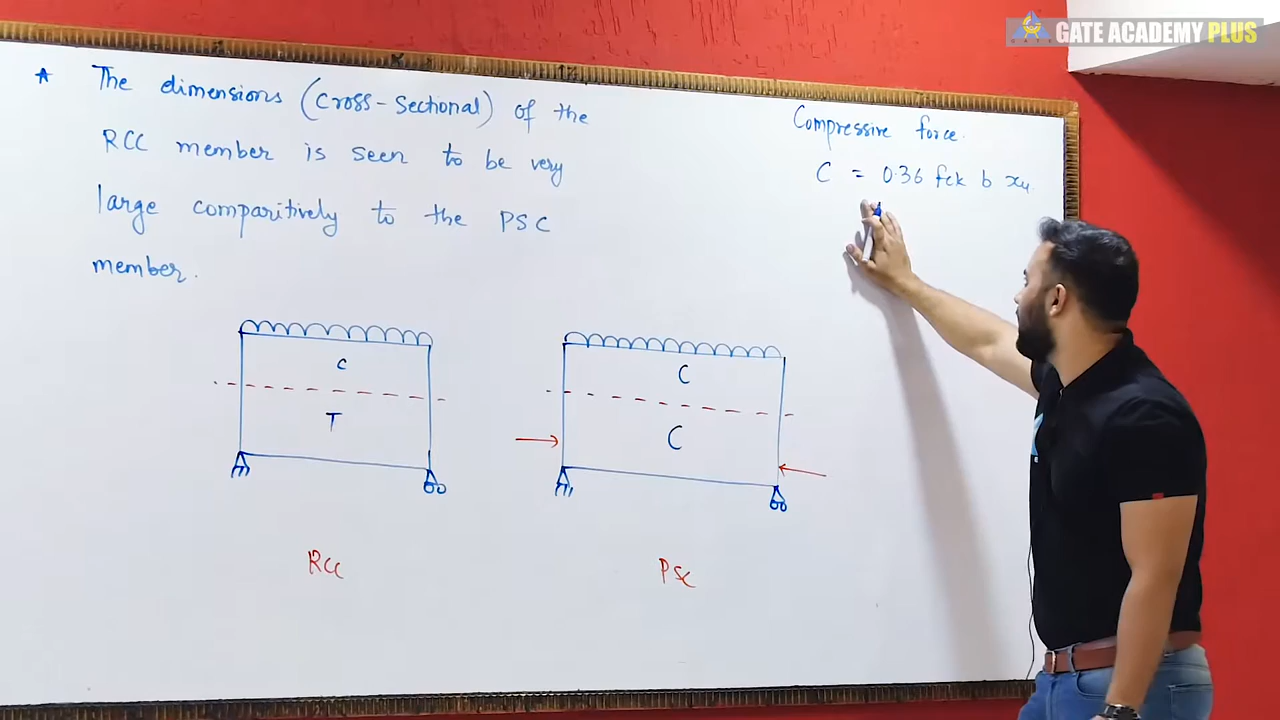 GATE ACADEMY PLUS
★ The dimensions (Cross-Sectional) of the
RCC member is seen to be very
large comparitively to the PSC
member.
Compressive force.
C = 0.36 fck b xu.
C
T
C
C
RCC
PSC